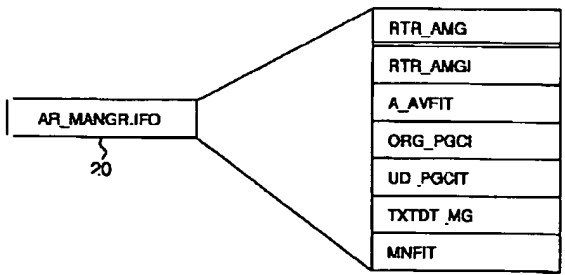 AR_MANGR.IFO
20
RTR_AMG
RTR_AMGI
A_AVFIT
ORG_PGCI
UD_PGCIT
TXTDT_MG
MNFIT